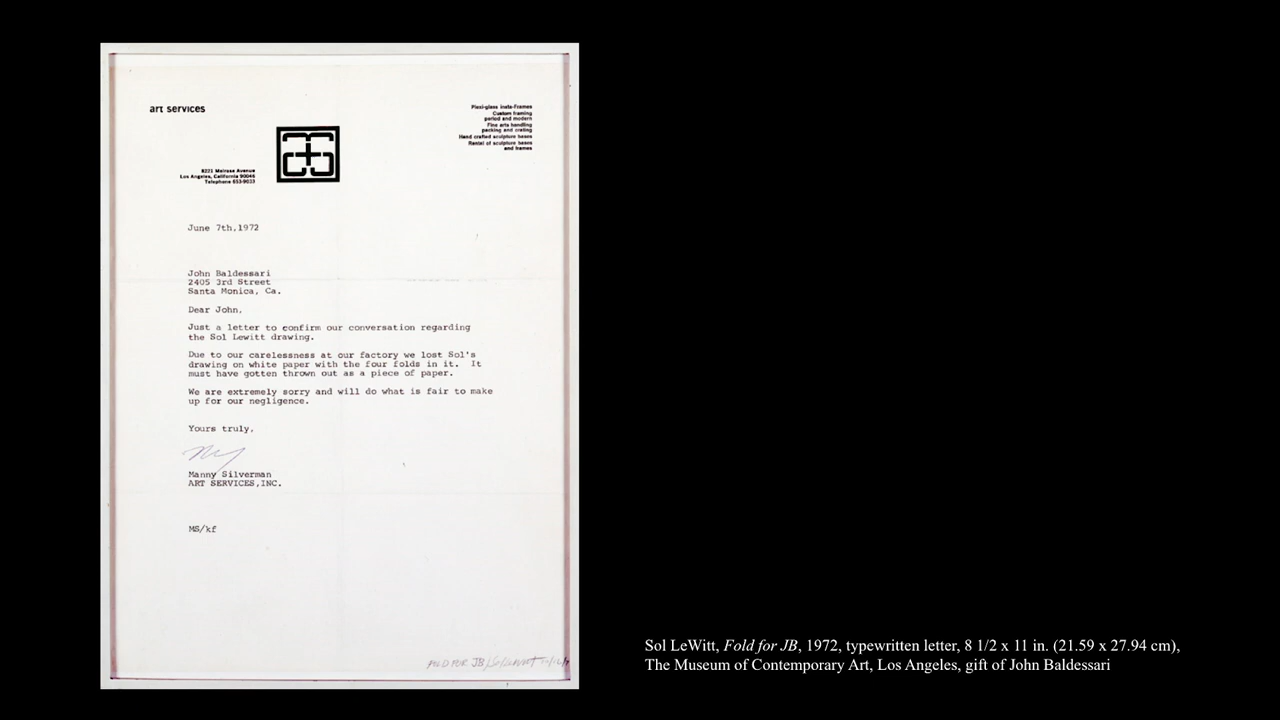 art services
Plexi-glass insta-Frames
Custom framing
period and modern
Fine arts handling
packing and crating
Hand crafted sculpture bases
Rental of sculpture bases
and frames
8221 Melrose Avenue
Los Angeles, California 90046
Telephone 653-9033
June 7th,1972
John Baldessari
2405 3rd Street
Santa Monica, Ca.
Dear John,
Just a letter to confirm our conversation regarding
the Sol Lewitt drawing.
Due to our carelessness at our factory we lost Sol's
drawing on white paper with the four folds in it.  It
must have gotten thrown out as a piece of paper.
We are extremely sorry and will do what is fair to make
up for our negligence.
Yours truly,
Manny Silverman
ART SERVICES,INC.
MS/kf
FOLD FOR JB/SOL LEWITT
Sol LeWitt, Fold for JB, 1972, typewritten letter, 8 1/2 x 11 in. (21.59 x 27.94 cm),
The Museum of Contemporary Art, Los Angeles, gift of John Baldessari